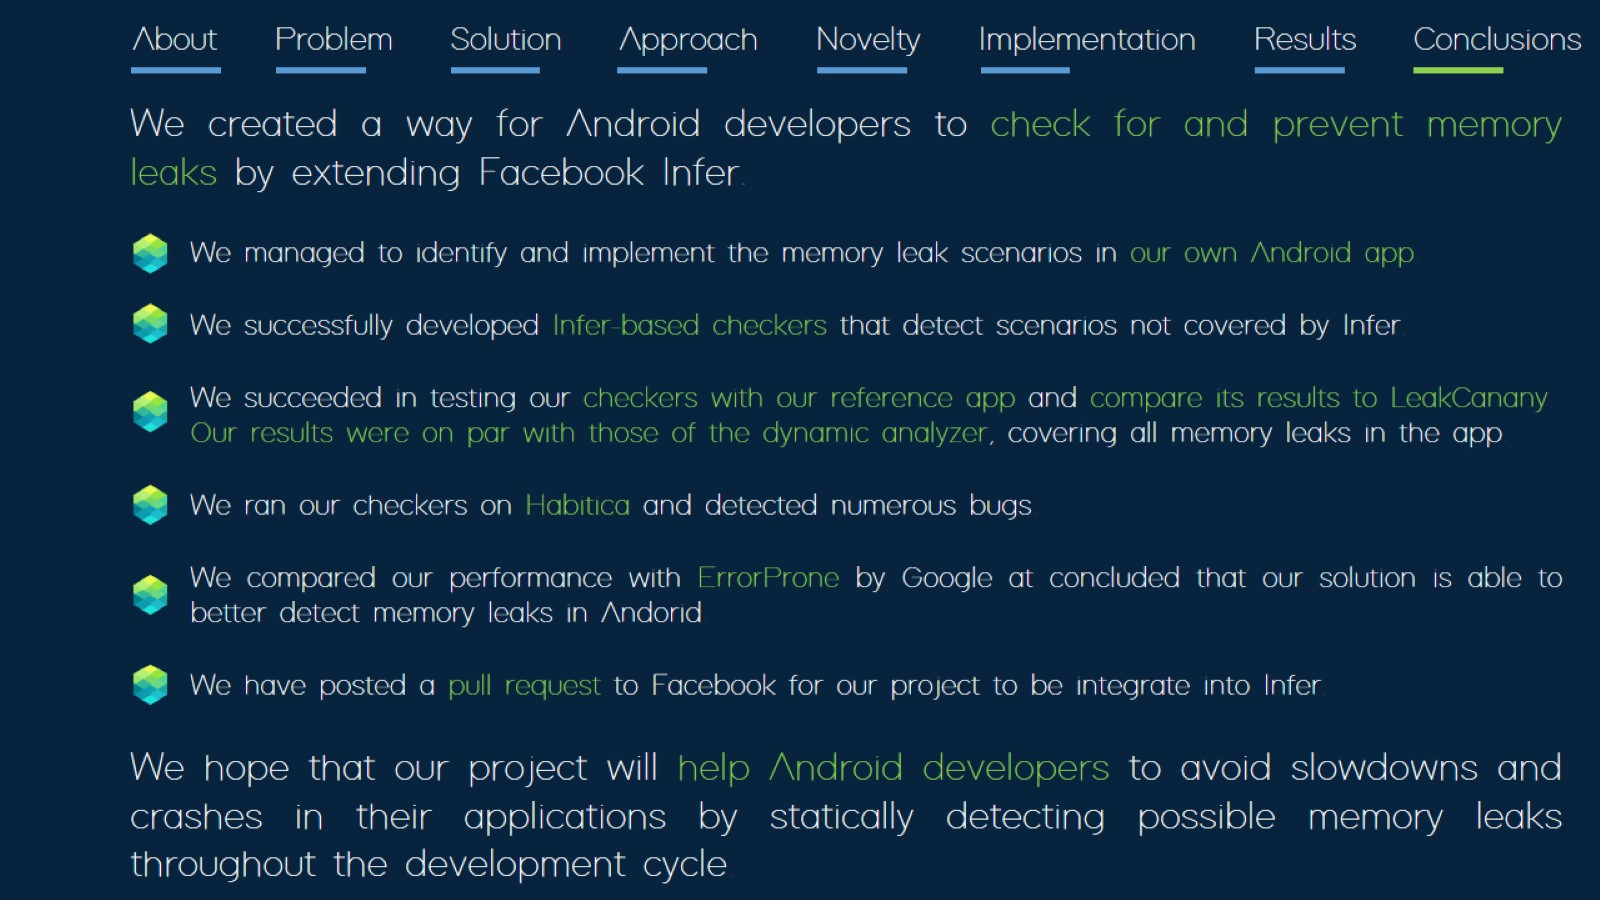 About Problem Solution Approach Novelty Implementation Results Conclusions
We created a way for Android developers to check for and prevent memory
leaks by extending Facebook Infer.
We managed to identify and implement the memory leak scenarios in our own Android app.
We successfully developed Infer-based checkers that detect scenarios not covered by Infer.
We succeeded in testing our checkers with our reference app and compare its results to LeakCanany.
Our results were on par with those of the dynamic analyzer, covering all memory leaks in the app
We ran our checkers on Habitica and detected numerous bugs
We compared our performance with ErrorProne by Google at concluded that our solution is able to
better detect memory leaks in Andorid.
We have posted a pull request to Facebook for our project to be integrate into Infer.
We hope that our project will help Android developers to avoid slowdowns and
crashes in their applications by statically detecting possible memory leaks
throughout the development cycle.